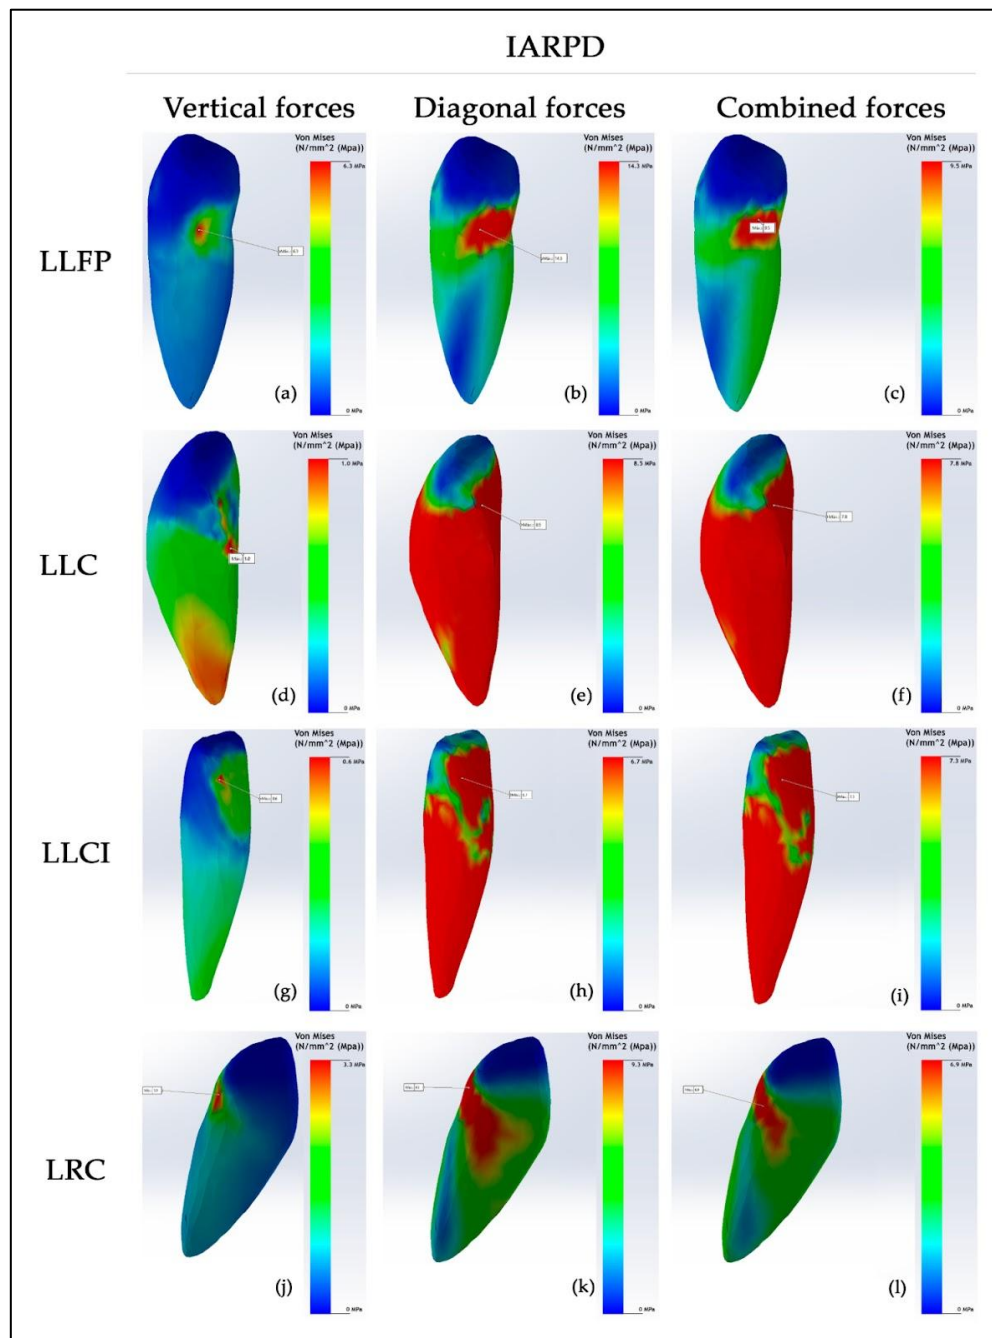 IARPD
Vertical forces
Diagonal forces
Combined forces
LLFP
Von Mises
(N/mm^2 (Mpa))
6.3 MPa
0 MPa
(a)
Von Mises
(N/mm^2 (Mpa))
14.3 MPa
0 MPa
(b)
Von Mises
(N/mm^2 (Mpa))
9.5 MPa
0 MPa
(c)
LLC
Von Mises
(N/mm^2 (Mpa))
1.0 MPa
0 MPa
(d)
Von Mises
(N/mm^2 (Mpa))
8.5 MPa
0 MPa
(e)
Von Mises
(N/mm^2 (Mpa))
7.8 MPa
0 MPa
(f)
LLCI
Von Mises
(N/mm^2 (Mpa))
0.6 MPa
0 MPa
(g)
Von Mises
(N/mm^2 (Mpa))
6.7 MPa
0 MPa
(h)
Von Mises
(N/mm^2 (Mpa))
7.3 MPa
0 MPa
(i)
LRC
Von Mises
(N/mm^2 (Mpa))
3.3 MPa
0 MPa
(j)
Von Mises
(N/mm^2 (Mpa))
9.3 MPa
0 MPa
(k)
Von Mises
(N/mm^2 (Mpa))
6.9 MPa
0 MPa
(l)